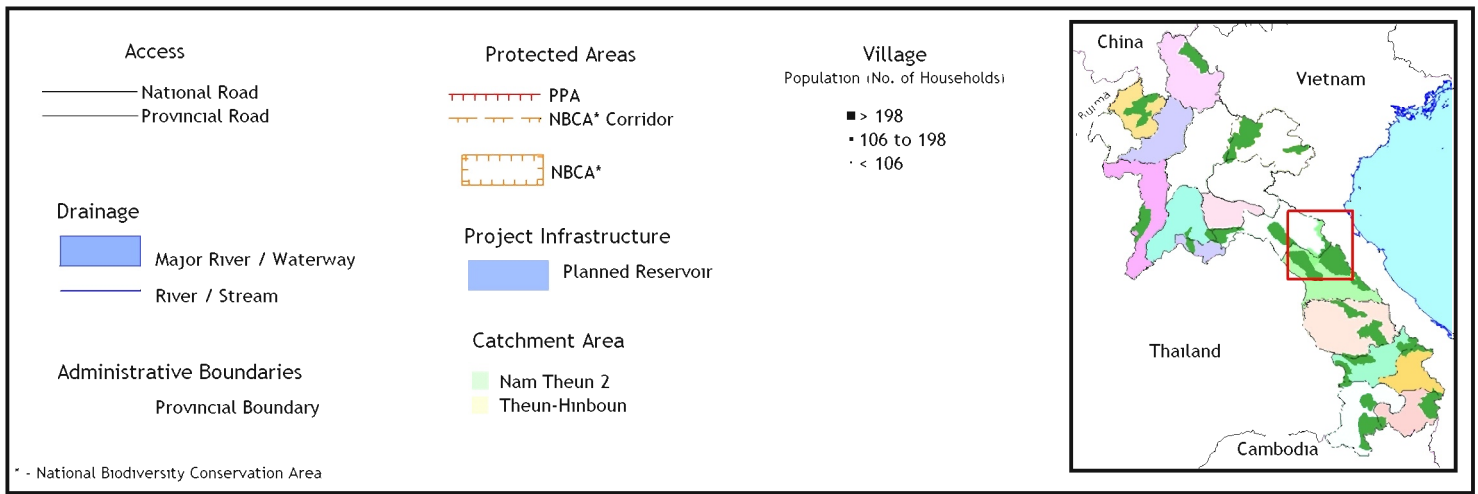 Access
National Road
Provincial Road
Drainage
Major River / Waterway
River / Stream
Administrative Boundaries
Provincial Boundary
* - National Biodiversity Conservation Area
Protected Areas
PPA
NBCA* Corridor
NBCA*
Project Infrastructure
Planned Reservoir
Catchment Area
Nam Theun 2
Theun-Hinboun
Village
Population (No. of Households)
> 198
106 to 198
< 106
China
Vietnam
Thailand
Cambodia